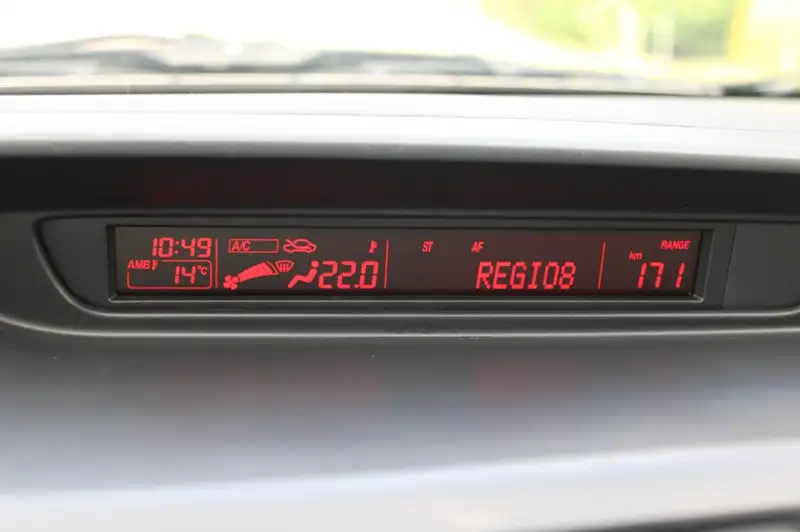 10:49
AMB 14°C
A/C
22.0
ST AF
REGIO8
RANGE
km 171